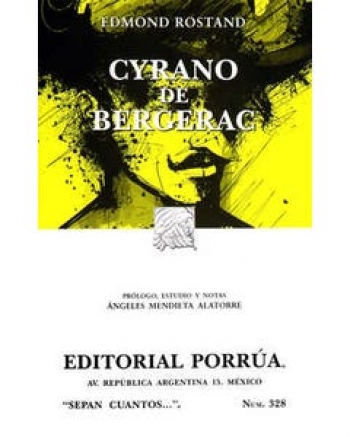 EDMOND ROSTAND
CYRANO
DE
BERGERAC
PRÓLOGO, ESTUDIO Y NOTAS
ÁNGELES MENDIETA ALATORRE
EDITORIAL PORRÚA.
AV. REPÚBLICA ARGENTINA 15. MÉXICO
“SEPAN CUANTOS...”. NÚM. 328